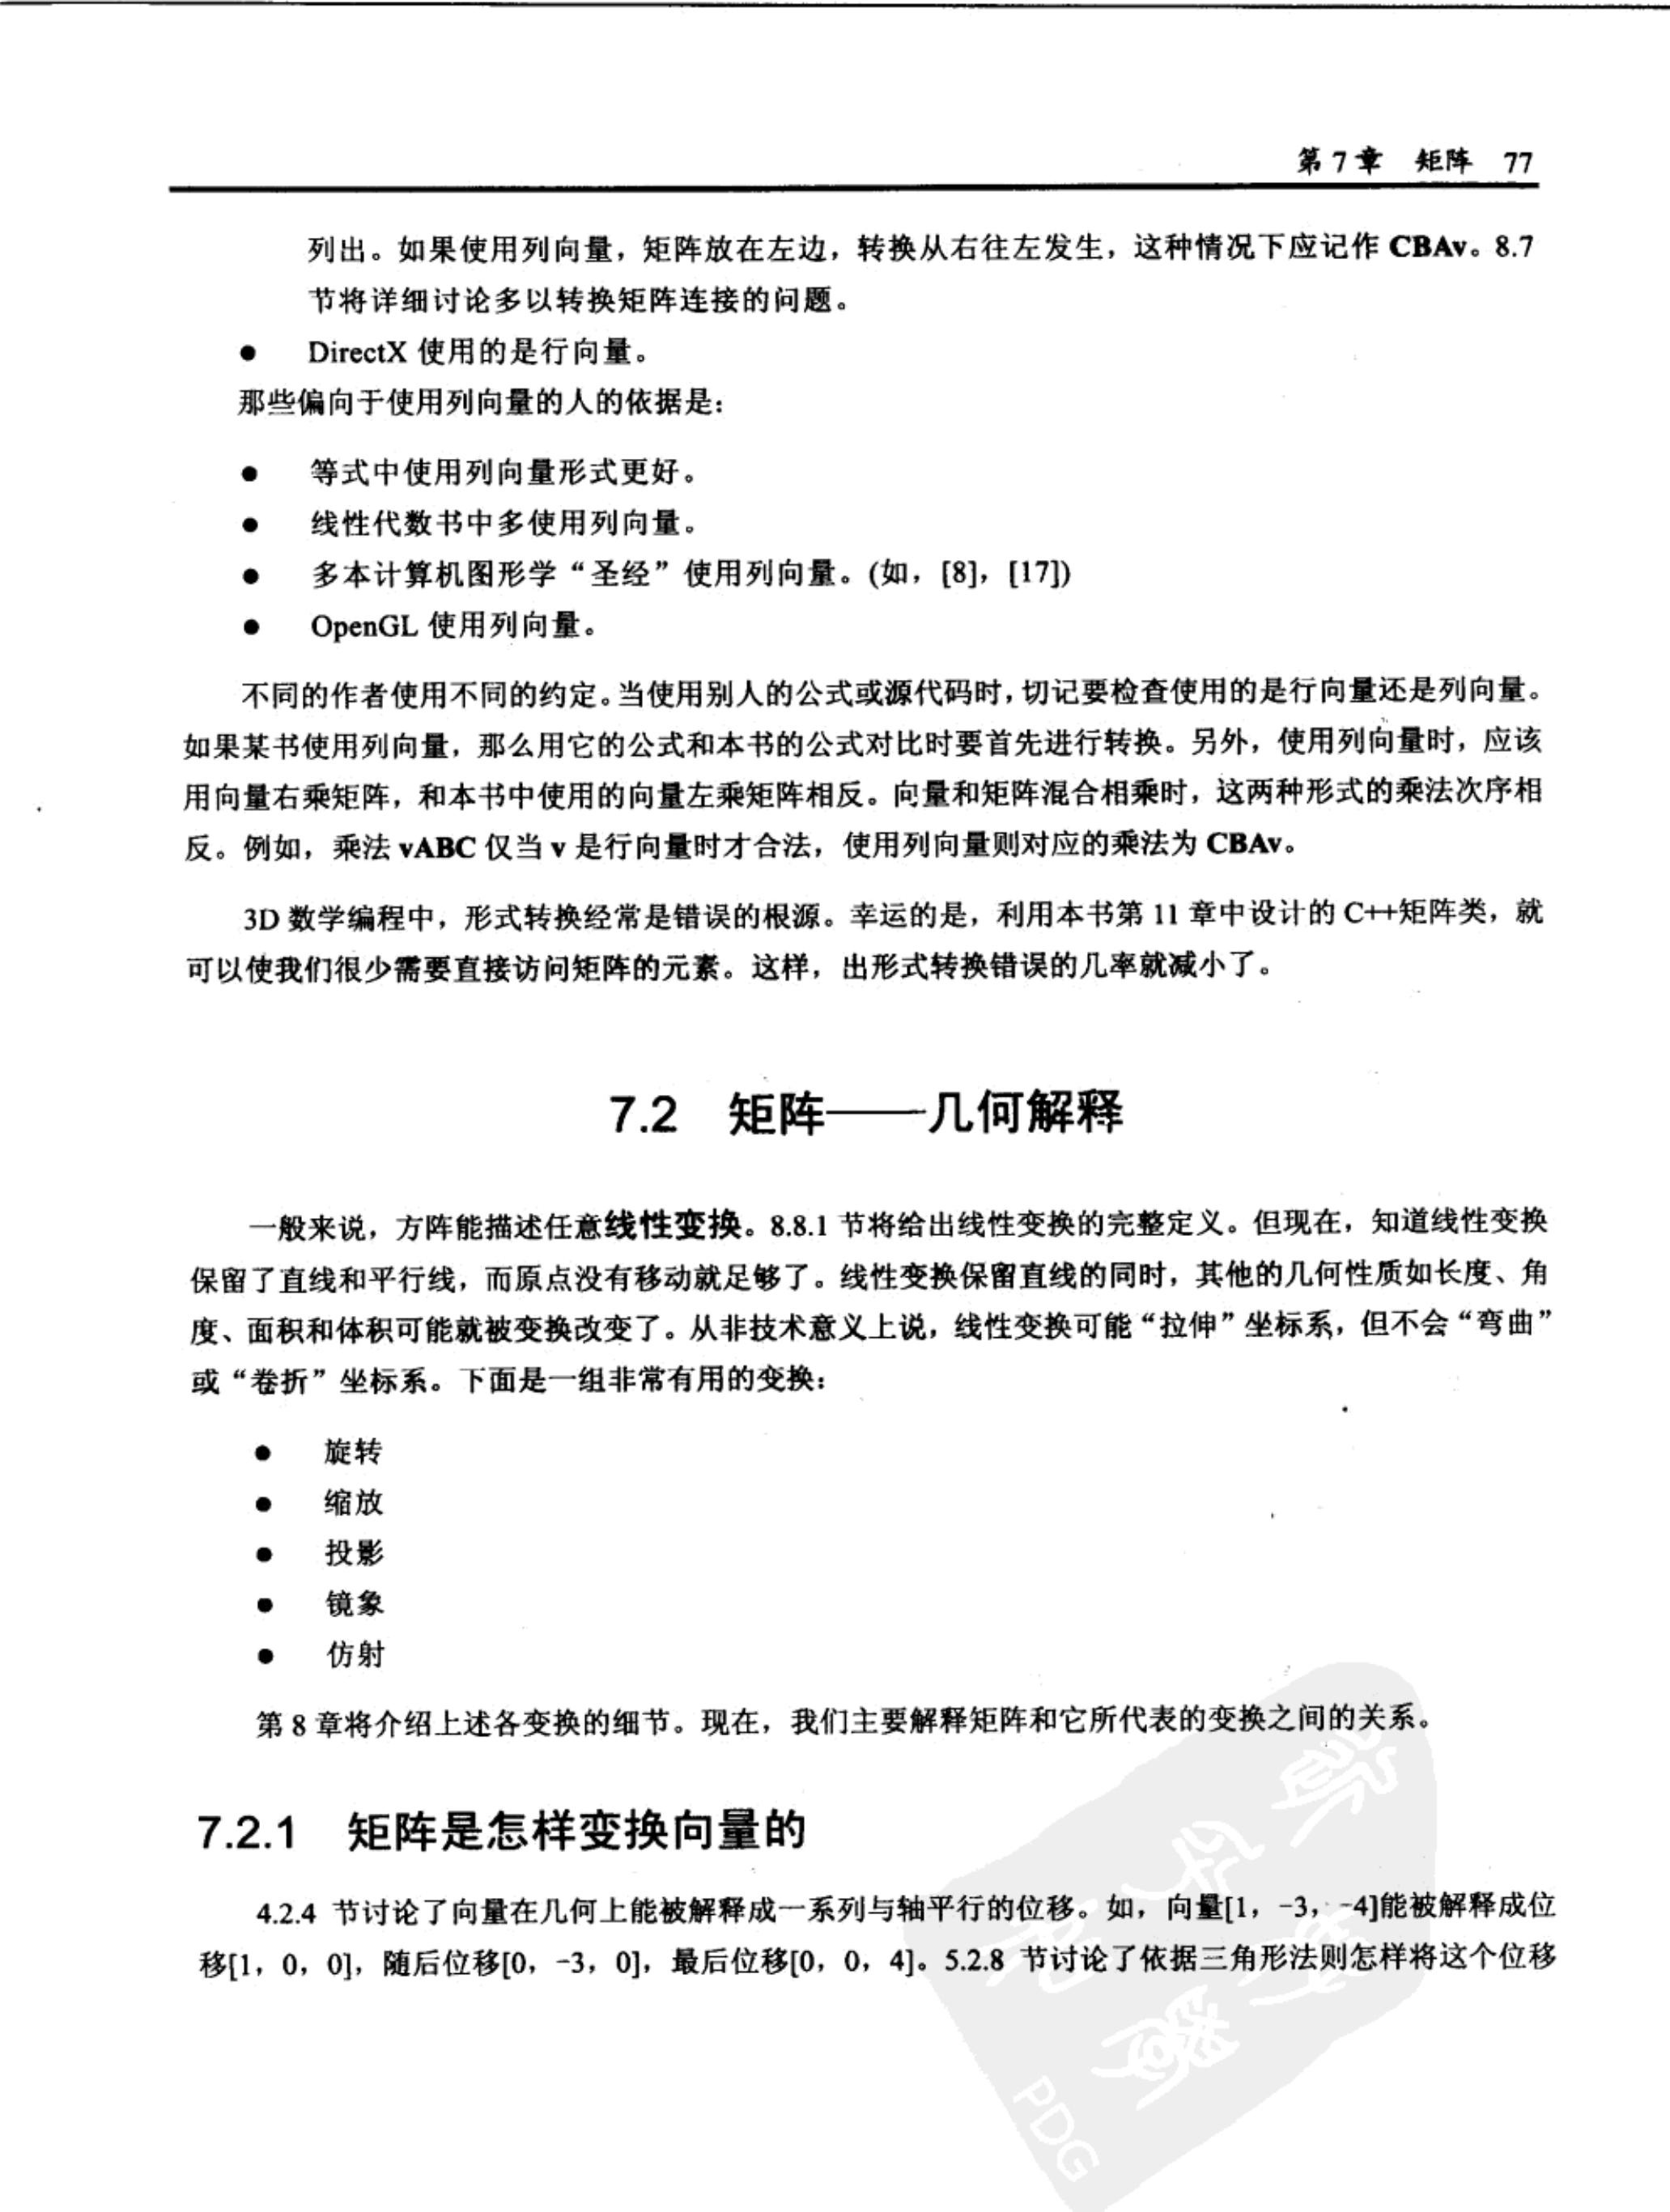 第 7 章 矩阵 77
列出。如果使用列向量，矩阵放在左边，转换从右往左发生，这种情况下应记作 CBAv。8.7
节将详细讨论多以转换矩阵连接的问题。
● DirectX 使用的是行向量。
那些偏向于使用列向量的人的依据是：
● 等式中使用列向量形式更好。
● 线性代数书中多使用列向量。
● 多本计算机图形学“圣经”使用列向量。(如，[8]，[17])
● OpenGL 使用列向量。
不同的作者使用不同的约定。当使用别人的公式或源代码时，切记要检查使用的是行向量还是列向量。
如果某书使用列向量，那么用它的公式和本书的公式对比时要首先进行转换。另外，使用列向量时，应该
用向量右乘矩阵，和本书中使用的向量左乘矩阵相反。向量和矩阵混合相乘时，这两种形式的乘法次序相
反。例如，乘法 vABC 仅当 v 是行向量时才合法，使用列向量则对应的乘法为 CBAv。
3D 数学编程中，形式转换经常是错误的根源。幸运的是，利用本书第 11 章中设计的 C++矩阵类，就
可以使我们很少需要直接访问矩阵的元素。这样，出形式转换错误的几率就减小了。
7.2 矩阵——几何解释
一般来说，方阵能描述任意线性变换。8.8.1 节将给出线性变换的完整定义。但现在，知道线性变换
保留了直线和平行线，而原点没有移动就足够了。线性变换保留直线的同时，其他的几何性质如长度、角
度、面积和体积可能就被变换改变了。从非技术意义上说，线性变换可能“拉伸”坐标系，但不会“弯曲”
或“卷折”坐标系。下面是一组非常有用的变换：
● 旋转
● 缩放
● 投影
● 镜象
● 仿射
第 8 章将介绍上述各变换的细节。现在，我们主要解释矩阵和它所代表的变换之间的关系。
7.2.1 矩阵是怎样变换向量的
4.2.4 节讨论了向量在几何上能被解释成一系列与轴平行的位移。如，向量[1，-3，-4]能被解释成位
移[1，0，0]，随后位移[0，-3，0]，最后位移[0，0，4]。5.2.8 节讨论了依据三角形法则怎样将这个位移
PDG